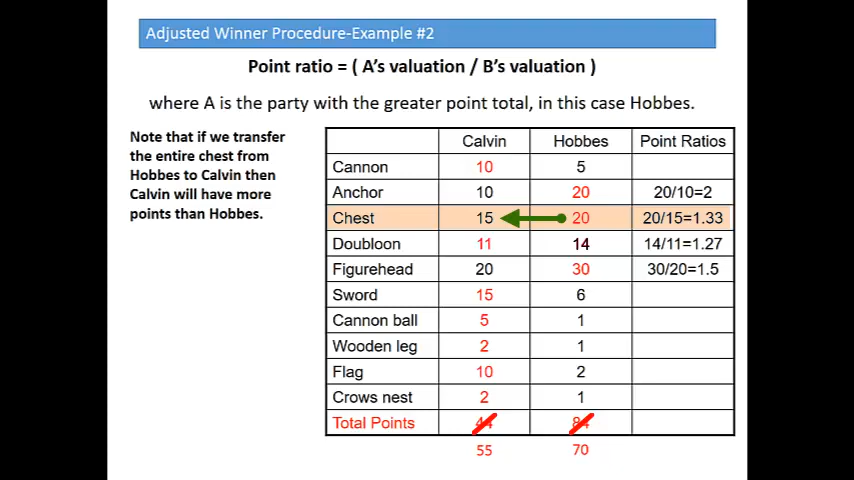 Adjusted Winner Procedure-Example #2
Point ratio = ( A's valuation / B's valuation )
where A is the party with the greater point total, in this case Hobbes.
Note that if we transfer
the entire chest from
Hobbes to Calvin then
Calvin will have more
points than Hobbes.
Calvin Hobbes Point Ratios
Cannon 10 5
Anchor 10 20 20/10=2
Chest 15 20 20/15=1.33
Doubloon 11 14 14/11=1.27
Figurehead 20 30 30/20=1.5
Sword 15 6
Cannon ball 5 1
Wooden leg 2 1
Flag 10 2
Crows nest 2 1
Total Points 44 84
55 70